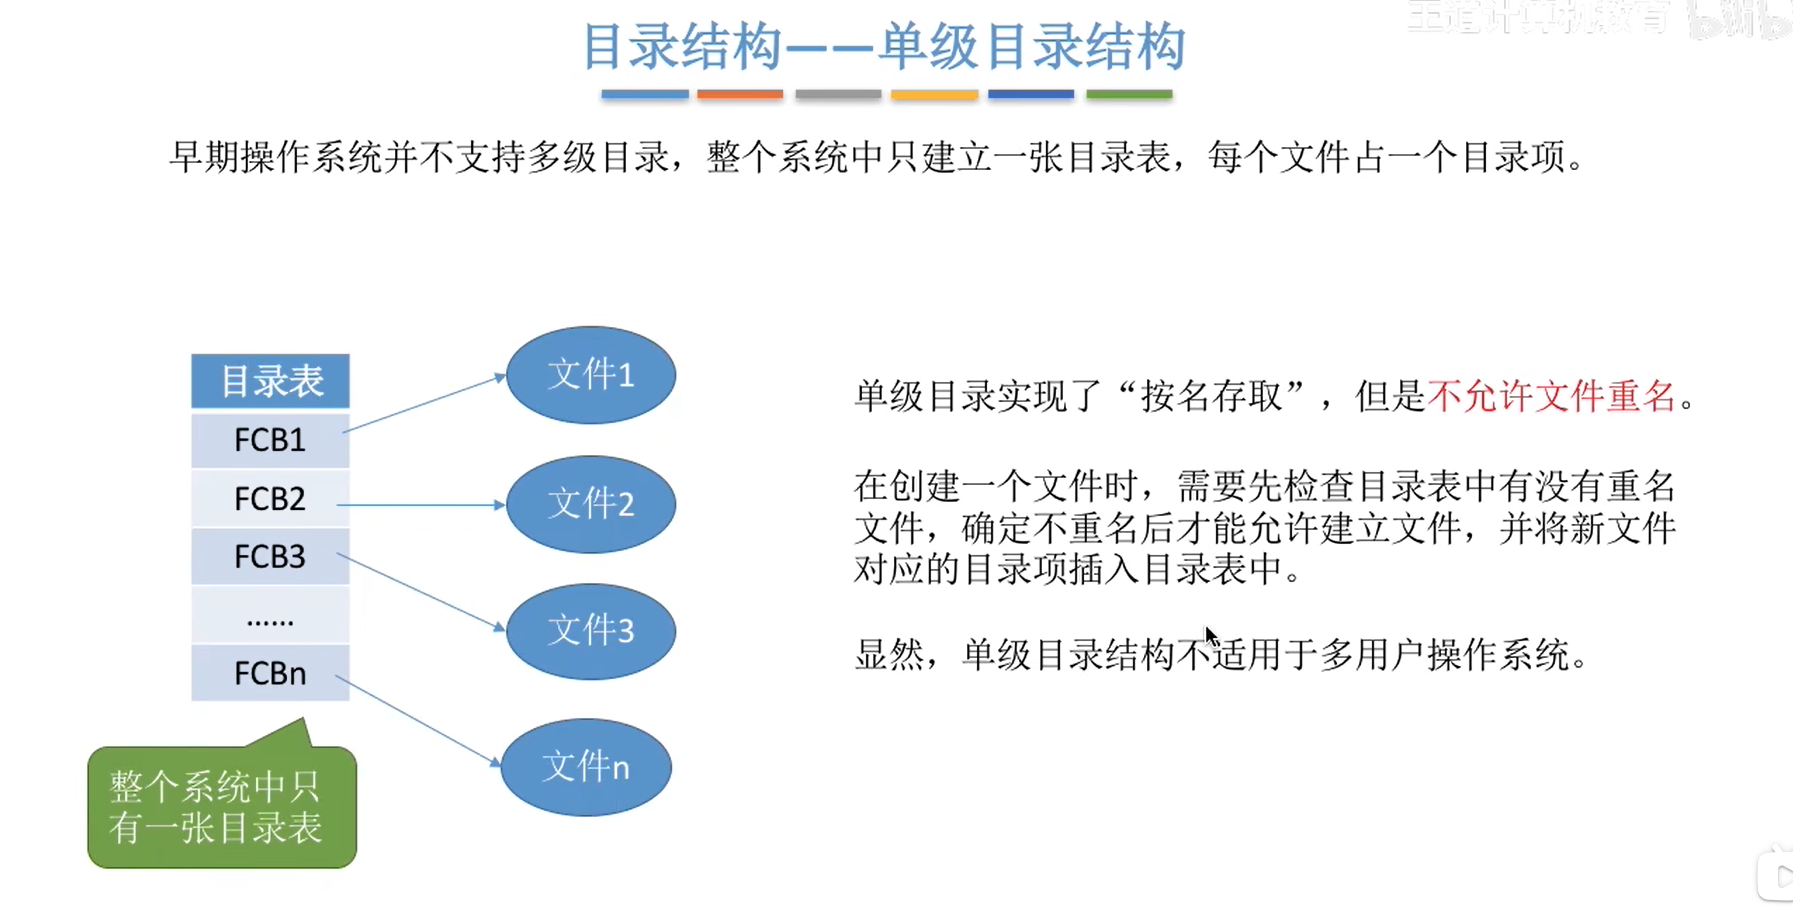 王道计算机教育 bilibili
目录结构——单级目录结构
早期操作系统并不支持多级目录，整个系统中只建立一张目录表，每个文件占一个目录项。
目录表
FCB1
FCB2
FCB3
……
FCBn
文件1
文件2
文件3
文件n
整个系统中只
有一张目录表
单级目录实现了“按名存取”，但是不允许文件重名。
在创建一个文件时，需要先检查目录表中有没有重名
文件，确定不重名后才能允许建立文件，并将新文件
对应的目录项插入目录表中。
显然，单级目录结构不适用于多用户操作系统。